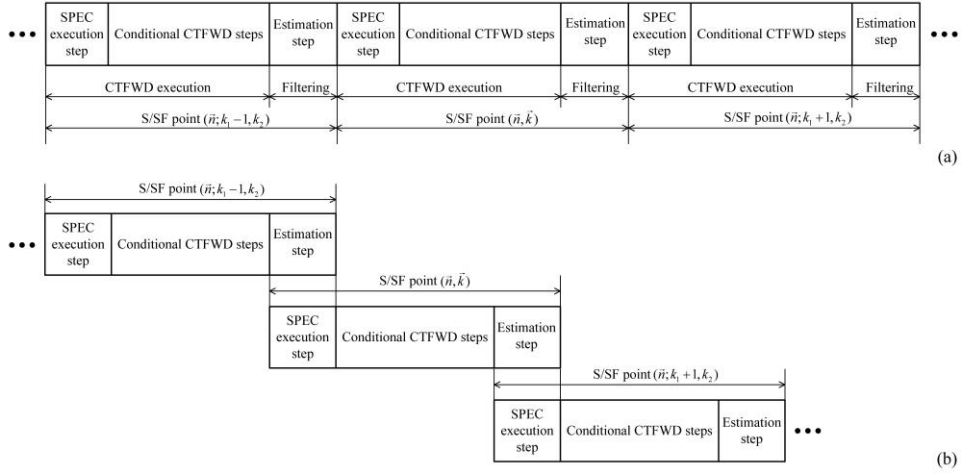 SPEC execution step
Conditional CTFWD steps
Estimation step
SPEC execution step
Conditional CTFWD steps
Estimation step
SPEC execution step
Conditional CTFWD steps
Estimation step
CTFWD execution
Filtering
CTFWD execution
Filtering
CTFWD execution
Filtering
S/SF point (n⃗; k₁ − 1, k₂)
S/SF point (n⃗, k⃗)
S/SF point (n⃗; k₁ + 1, k₂)
(a)
S/SF point (n⃗; k₁ − 1, k₂)
SPEC execution step
Conditional CTFWD steps
Estimation step
S/SF point (n⃗, k⃗)
SPEC execution step
Conditional CTFWD steps
Estimation step
S/SF point (n⃗; k₁ + 1, k₂)
SPEC execution step
Conditional CTFWD steps
Estimation step
(b)